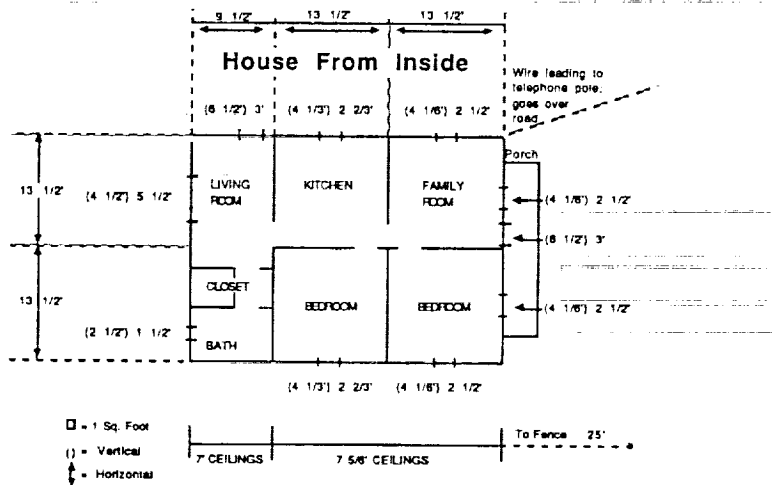 9 1/2' 13 1/2' 13 1/2'
House From Inside
Wire leading to
telephone pole;
goes over
road
(6 1/2') 3' (4 1/3') 2 2/3' (4 1/6') 2 1/2'
Porch
13 1/2'
(4 1/2') 5 1/2'
LIVING
ROOM
KITCHEN
FAMILY
ROOM
(4 1/6') 2 1/2'
(6 1/2') 3'
CLOSET
13 1/2'
BEDROOM
BEDROOM
(4 1/6') 2 1/2'
(2 1/2') 1 1/2'
BATH
(4 1/3') 2 2/3' (4 1/6') 2 1/2'
= 1 Sq. Foot
() = Vertical
= Horizontal
7' CEILINGS
7 5/6' CEILINGS
To Fence 25'